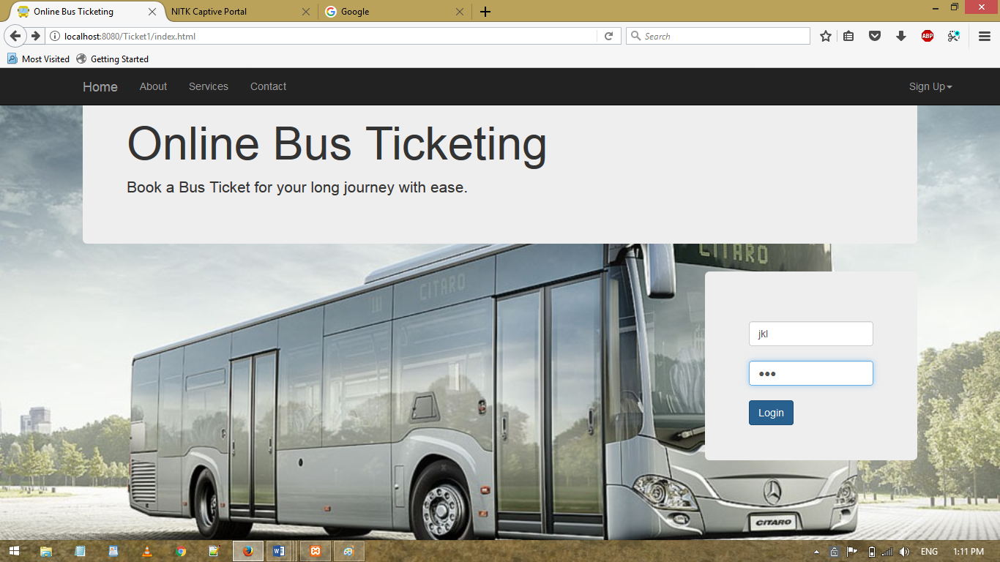 Online Bus Ticketing
NITK Captive Portal
Google
localhost:8080/Ticket1/index.html
Search
ABP
Most Visited
Getting Started
Home
About
Services
Contact
Sign Up
Online Bus Ticketing
Book a Bus Ticket for your long journey with ease.
CITARO
CITARO
jkl
●●●
Login
CITARO
ENG
1:11 PM